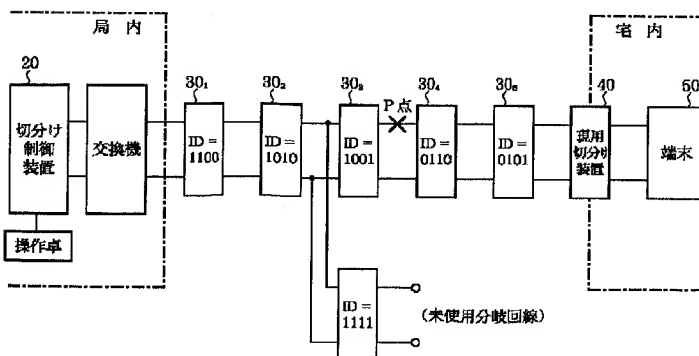 局内
宅内
20
30₁
30₂
30₃
P点
30₄
30₅
40
50
切分け
制御
装置
交換機
ID=
1100
ID=
1010
ID=
1001
ID=
0110
ID=
0101
専用
切分け
装置
端末
操作卓
ID=
1111
(未使用分岐回線)